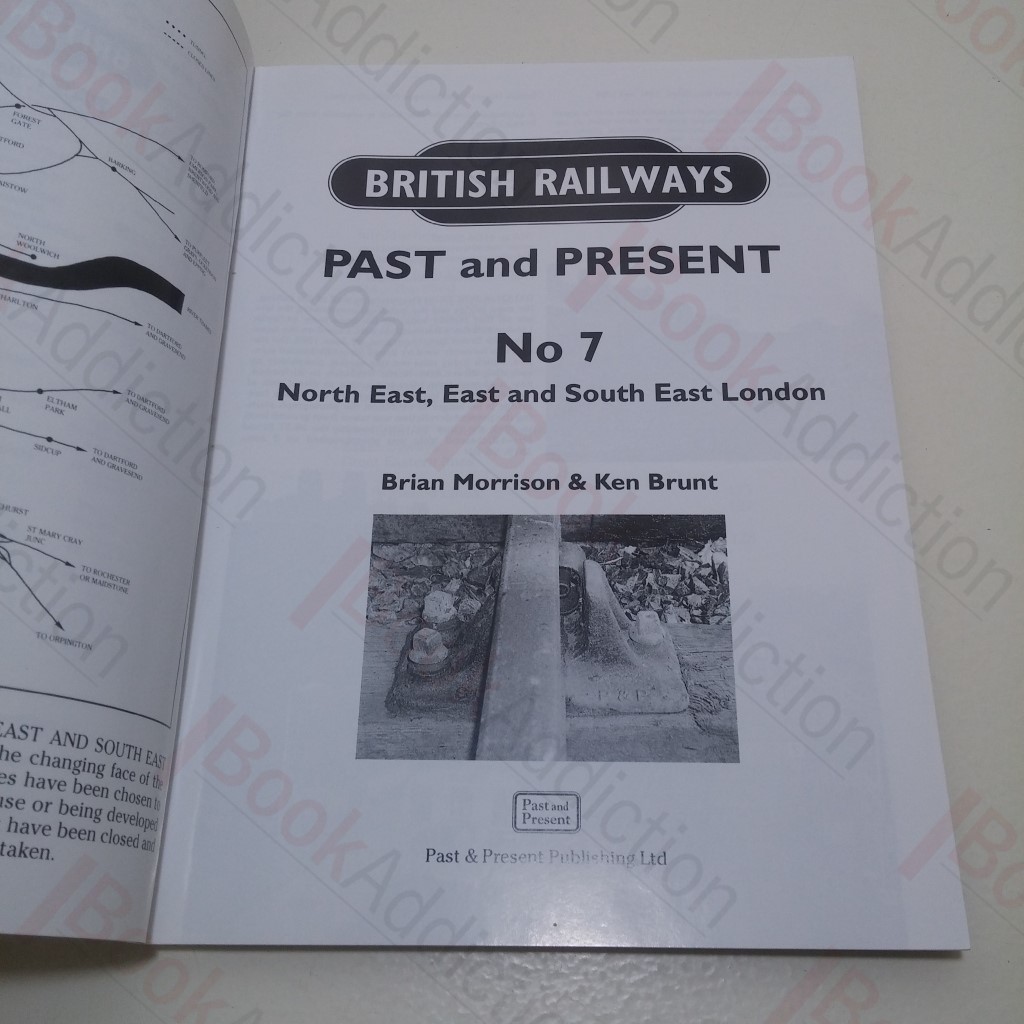 FOREST
GATE
BARKING
NORTH
WOOLWICH
TO DARTFORD
AND GRAVESEND
ELTHAM
PARK
TO DARTFORD
AND GRAVESEND
SIDCUP
TO DARTFORD
AND GRAVESEND
ST MARY CRAY
JUNC
TO ROCHESTER
OR MAIDSTONE
TO ORPINGTON
EAST AND SOUTH EAST
he changing face of the
es have been chosen to
use or being developed
have been closed and
taken.
BRITISH RAILWAYS
PAST and PRESENT
No 7
North East, East and South East London
Brian Morrison & Ken Brunt
P & P
Past and
Present
Past & Present Publishing Ltd
BookAddiction